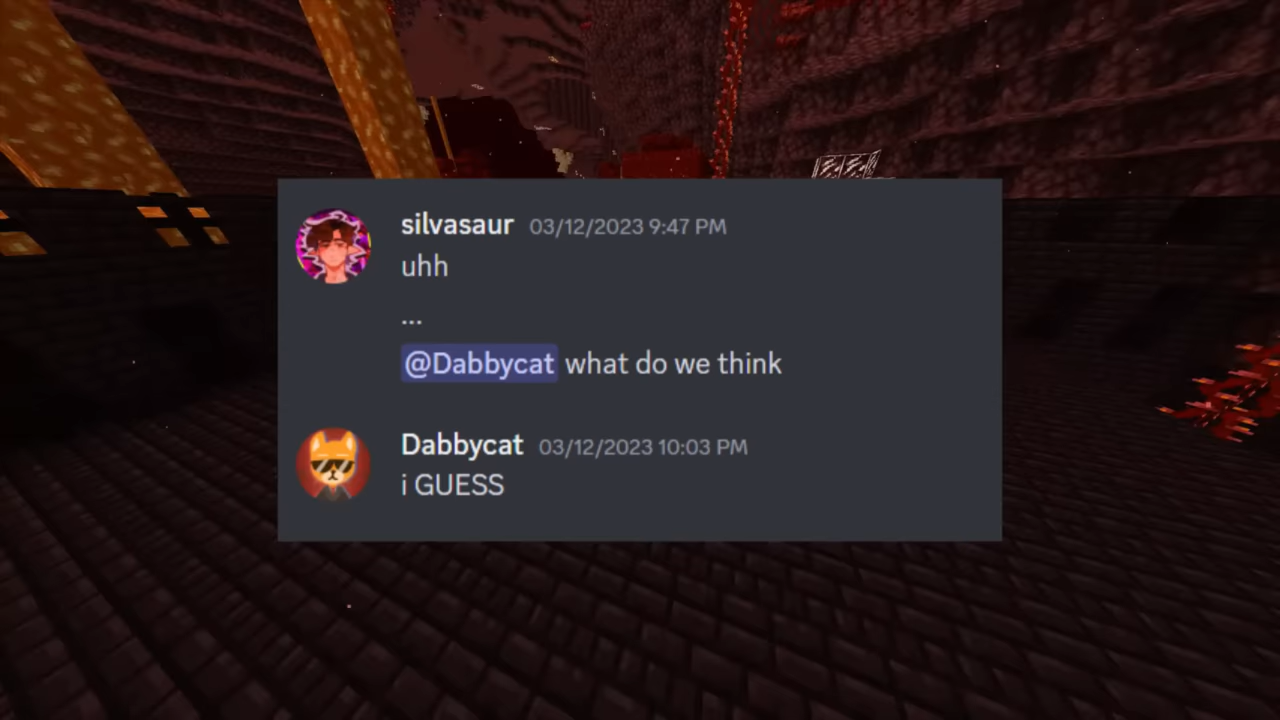 silvasaur 03/12/2023 9:47 PM
uhh
...
@Dabbycat what do we think
Dabbycat 03/12/2023 10:03 PM
i GUESS